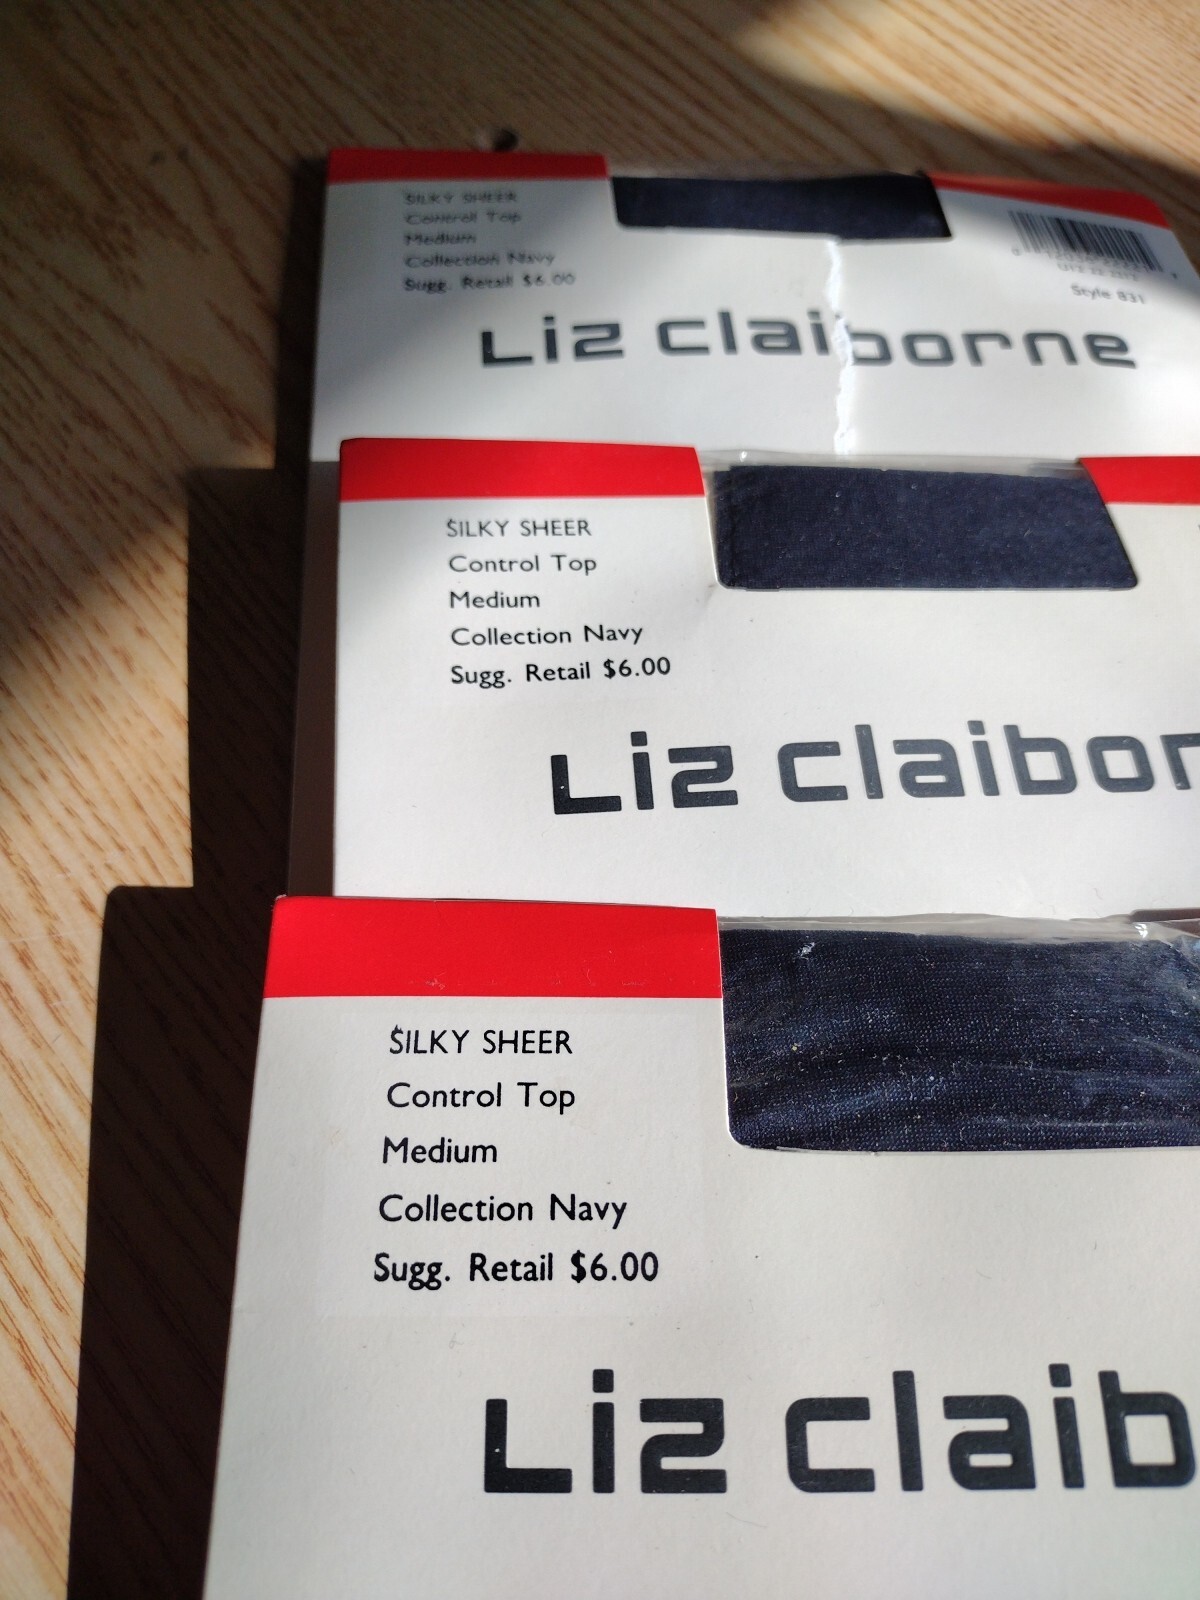 SILKY SHEER
Control Top
Medium
Collection Navy
Sugg. Retail $6.00
Style 831
Liz claiborne
SILKY SHEER
Control Top
Medium
Collection Navy
Sugg. Retail $6.00
Liz claibor
SILKY SHEER
Control Top
Medium
Collection Navy
Sugg. Retail $6.00
Liz claib